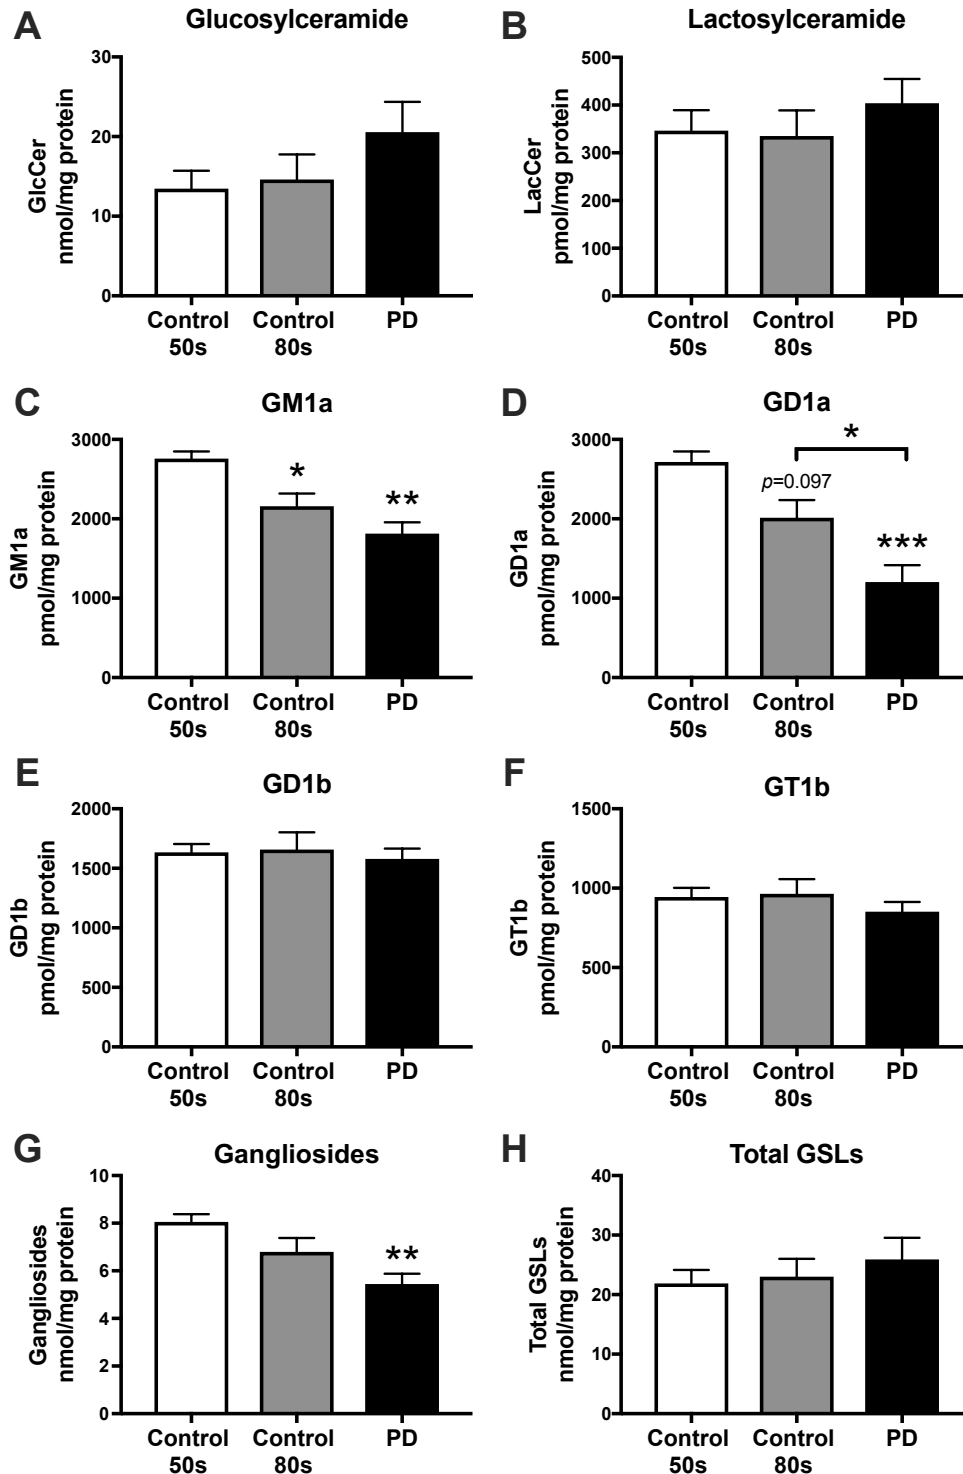 A
Glucosylceramide
GlcCer
nmol/mg protein
30
20
10
0
Control
50s
Control
80s
PD
B
Lactosylceramide
LacCer
pmol/mg protein
500
400
300
200
100
0
Control
50s
Control
80s
PD
C
GM1a
GM1a
pmol/mg protein
3000
2000
1000
0
*
**
Control
50s
Control
80s
PD
D
GD1a
GD1a
pmol/mg protein
3000
2000
1000
0
*
p=0.097
***
Control
50s
Control
80s
PD
E
GD1b
GD1b
pmol/mg protein
2000
1500
1000
500
0
Control
50s
Control
80s
PD
F
GT1b
GT1b
pmol/mg protein
1500
1000
500
0
Control
50s
Control
80s
PD
G
Gangliosides
Gangliosides
nmol/mg protein
10
8
6
4
2
0
**
Control
50s
Control
80s
PD
H
Total GSLs
Total GSLs
nmol/mg protein
40
30
20
10
0
Control
50s
Control
80s
PD